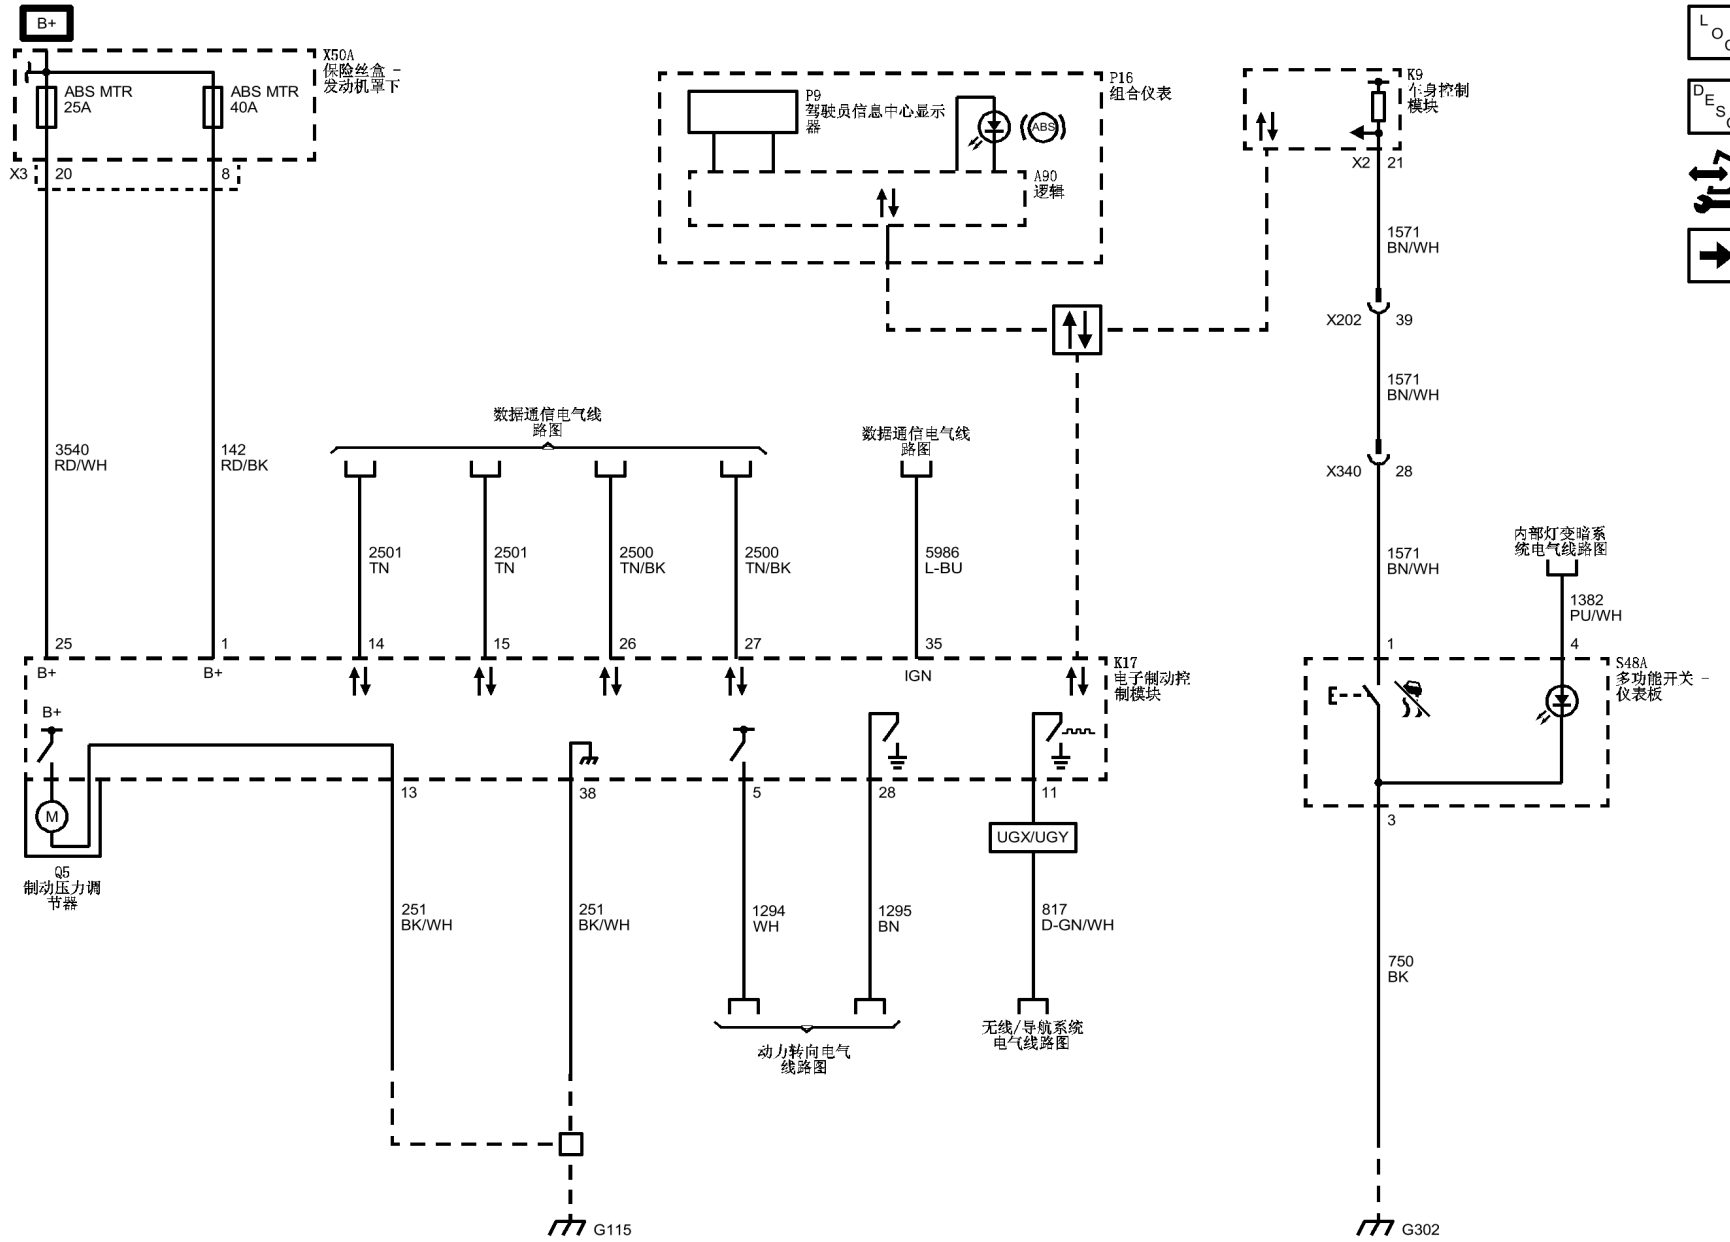 B+
X50A
保险丝盒 -
发动机罩下
ABS MTR
25A
ABS MTR
40A
X3
20
8
P16
组合仪表
P9
驾驶员信息中心显示
器
ABS
A90
逻辑
K9
车身控制
模块
X2
21
L
O
D
E
S
1571
BN/WH
X202
39
1571
BN/WH
X340
28
1571
BN/WH
3540
RD/WH
142
RD/BK
数据通信电气线
路图
数据通信电气线
路图
2501
TN
2501
TN
2500
TN/BK
2500
TN/BK
5986
L-BU
内部灯变暗系
统电气线路图
1382
PU/WH
25
1
14
15
26
27
35
1
4
B+
B+
IGN
K17
电子制动控
制模块
S48A
多功能开关 -
仪表板
B+
M
13
38
5
28
11
3
UGX/UGY
Q5
制动压力调
节器
251
BK/WH
251
BK/WH
1294
WH
1295
BN
817
D-GN/WH
750
BK
动力转向电气
线路图
无线/导航系统
电气线路图
G115
G302